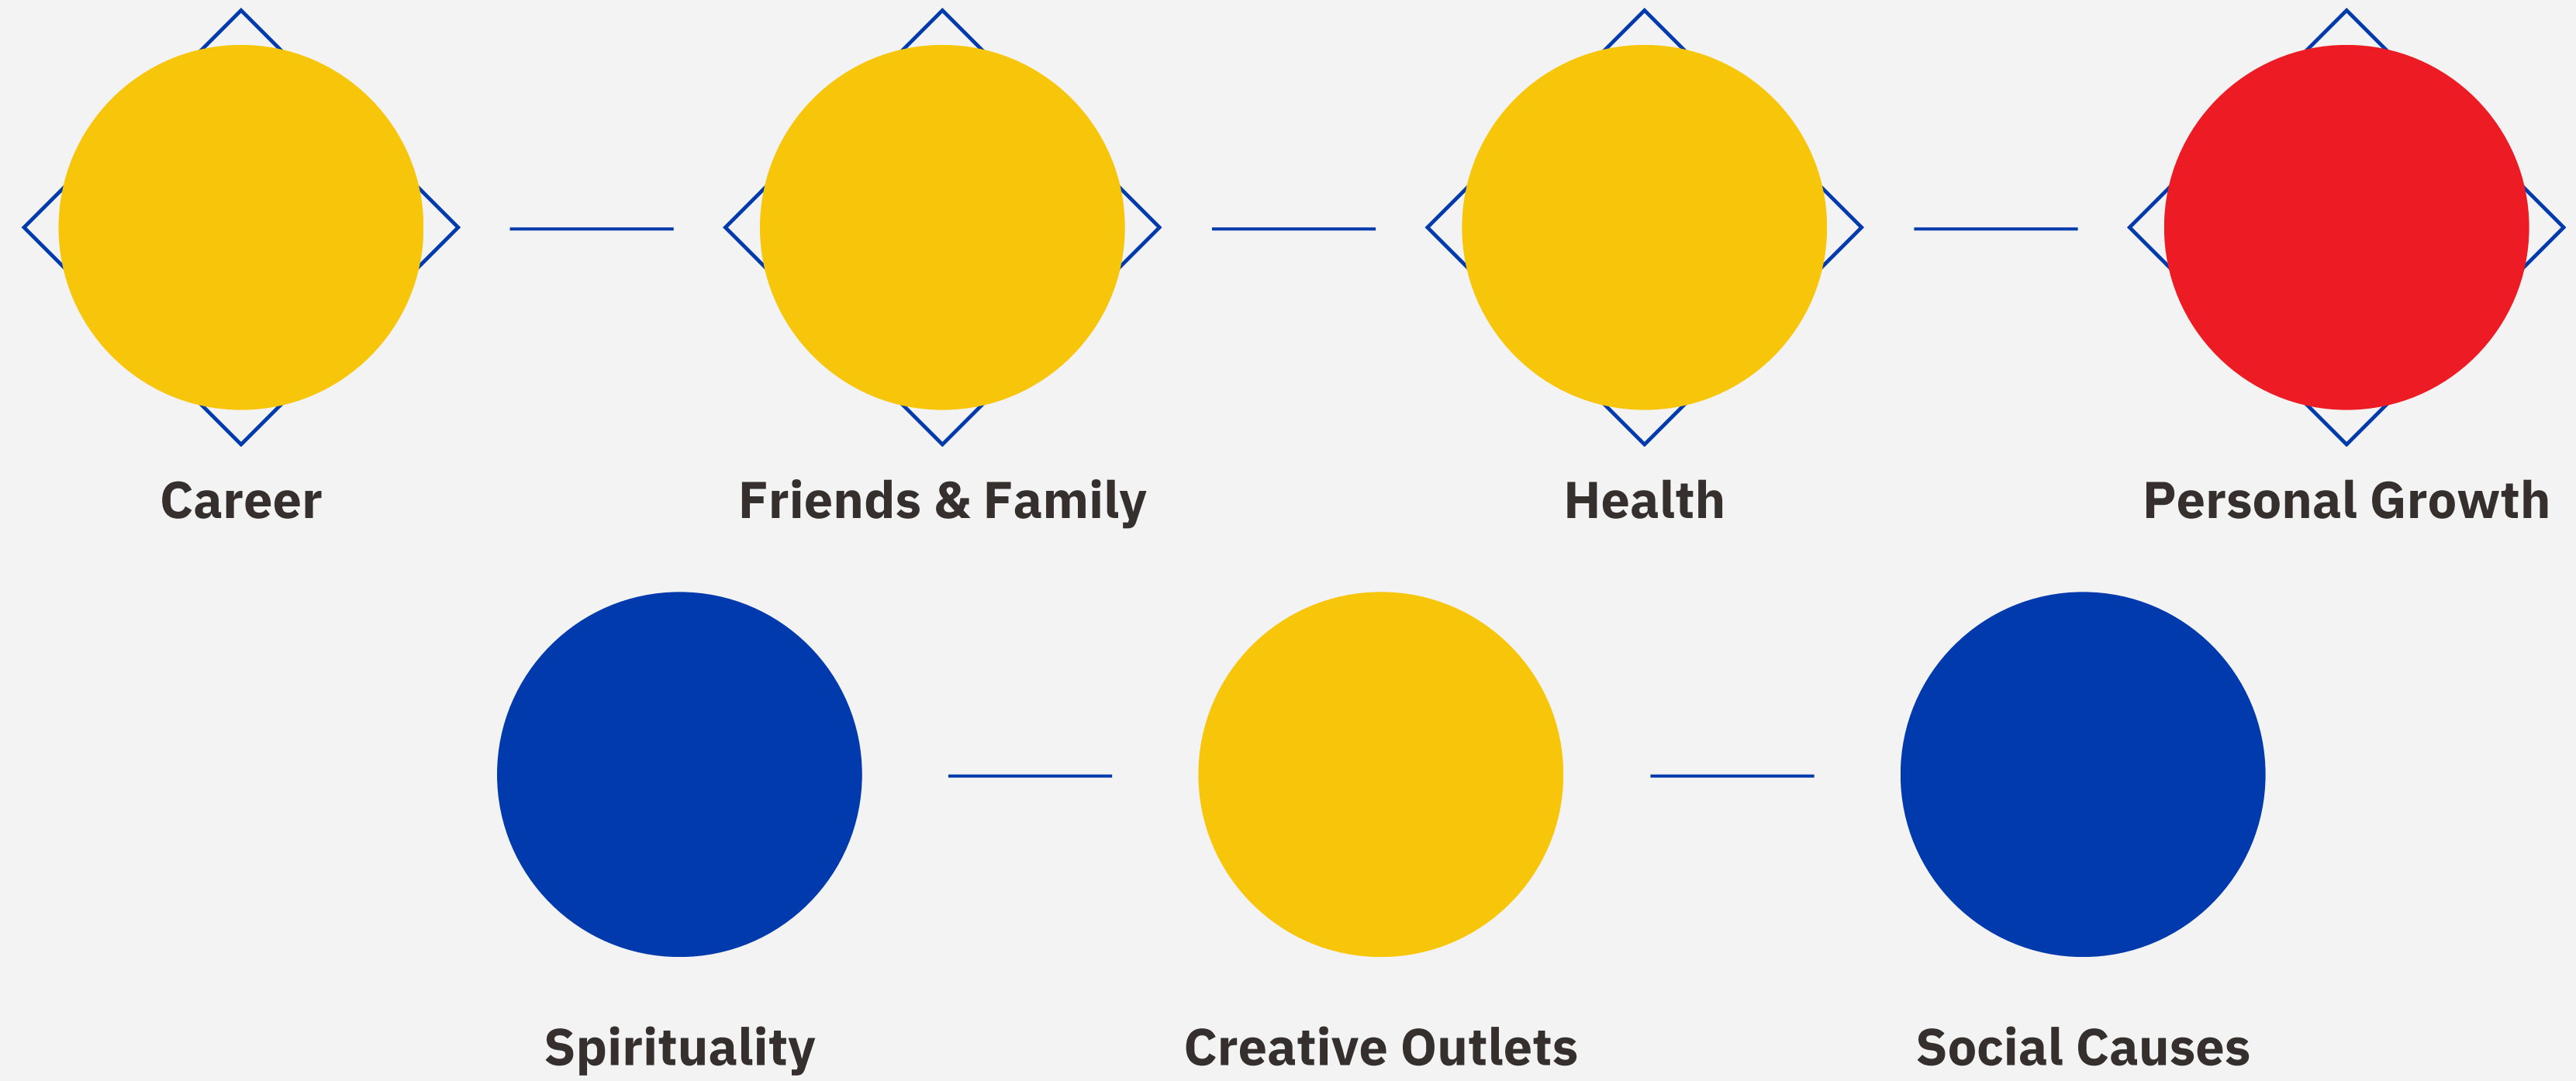 Career
Friends & Family
Health
Personal Growth
Spirituality
Creative Outlets
Social Causes